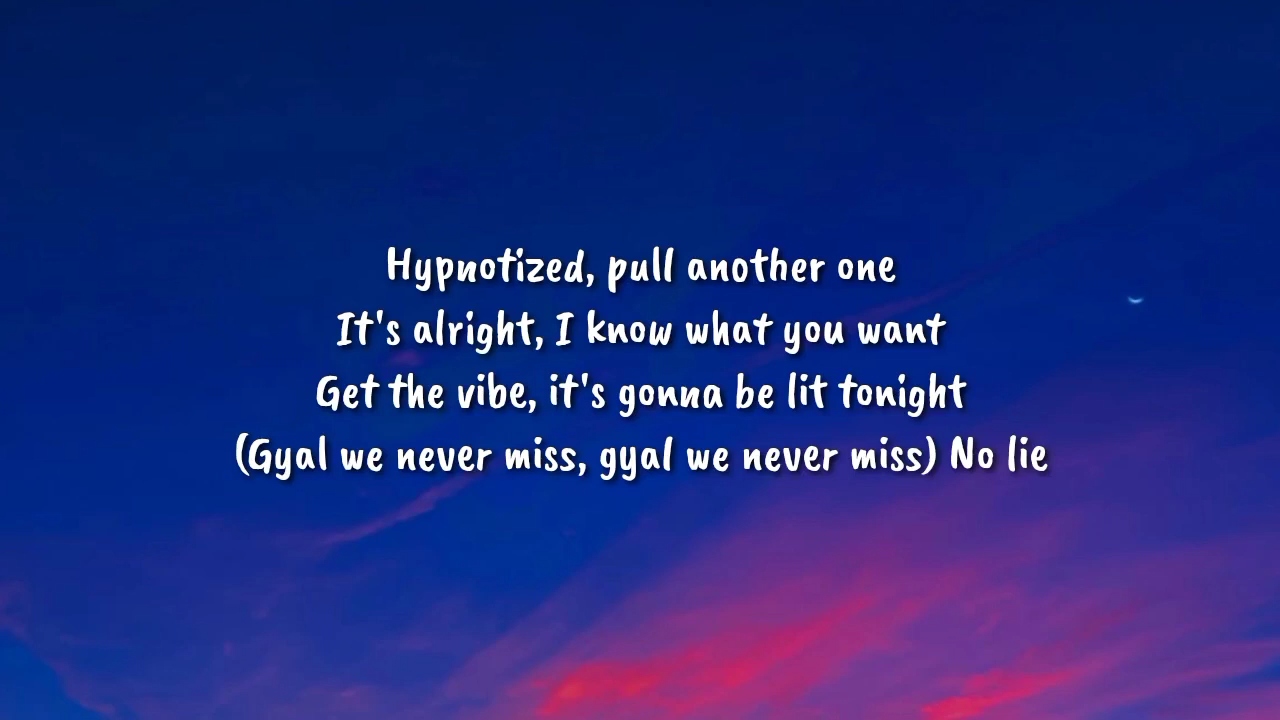 Hypnotized, pull another one
It's alright, I know what you want
Get the vibe, it's gonna be lit tonight
(Gyal we never miss, gyal we never miss) No lie